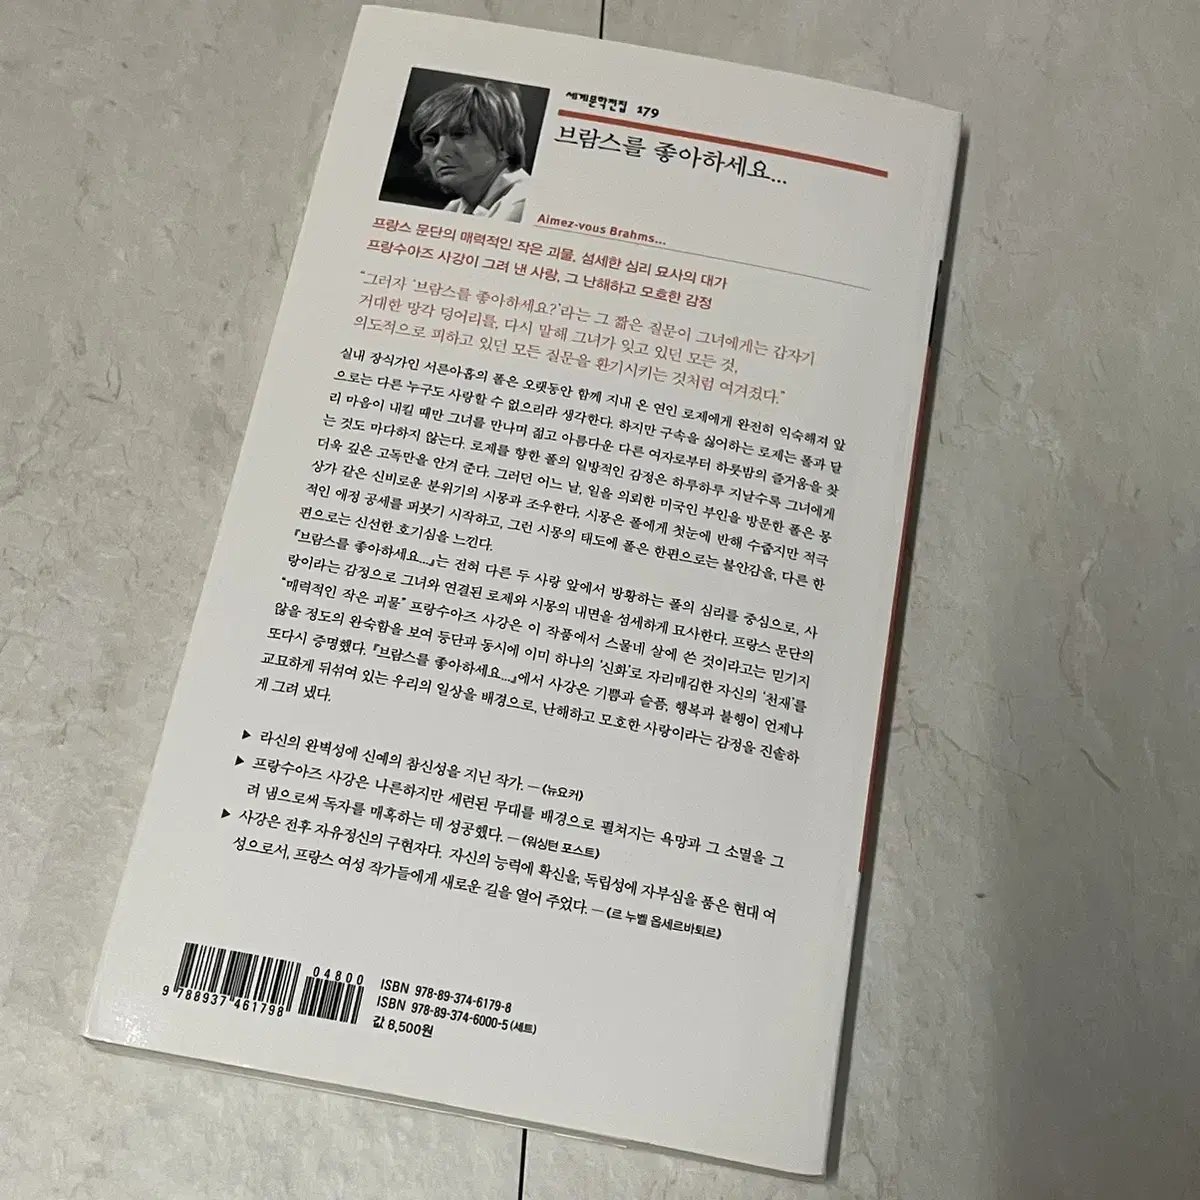 세계문학전집 179
브람스를 좋아하세요...
Aimez-vous Brahms...
프랑스 문단의 매력적인 작은 괴물, 섬세한 심리 묘사의 대가
프랑수아즈 사강이 그려 낸 사랑, 그 난해하고 모호한 감정
“그러자 ‘브람스를 좋아하세요?’라는 그 짧은 질문이 그녀에게는 갑자기
거대한 망각 덩어리를, 다시 말해 그녀가 잊고 있던 모든 것,
의도적으로 피하고 있던 모든 질문을 환기시키는 것처럼 여겨졌다.”
실내 장식가인 서른아홉의 폴은 오랫동안 함께 지내 온 연인 로제에게 완전히 익숙해져 앞
으로는 다른 누구도 사랑할 수 없으리라 생각한다. 하지만 구속을 싫어하는 로제는 폴과 달
리 마음이 내킬 때만 그녀를 만나며 젊고 아름다운 다른 여자로부터 하룻밤의 즐거움을 찾
는 것도 마다하지 않는다. 로제를 향한 폴의 일방적인 감정은 하루하루 지날수록 그녀에게
더욱 깊은 고독만을 안겨 준다. 그러던 어느 날, 일을 의뢰한 미국인 부인을 방문한 폴은 몽
상가 같은 신비로운 분위기의 시몽과 조우한다. 시몽은 폴에게 첫눈에 반해 수줍지만 적극
적인 애정 공세를 퍼붓기 시작하고, 그런 시몽의 태도에 폴은 한편으로는 불안감을, 다른 한
편으로는 신선한 호기심을 느낀다.
『브람스를 좋아하세요...』는 전혀 다른 두 사랑 앞에서 방황하는 폴의 심리를 중심으로, 사
랑이라는 감정으로 그녀와 연결된 로제와 시몽의 내면을 섬세하게 묘사한다. 프랑스 문단의
“매력적인 작은 괴물” 프랑수아즈 사강은 이 작품에서 스물네 살에 쓴 것이라고는 믿기지
않을 정도의 완숙함을 보여 등단과 동시에 이미 하나의 ‘신화’로 자리매김한 자신의 ‘천재’를
또다시 증명했다. 『브람스를 좋아하세요...』에서 사강은 기쁨과 슬픔, 행복과 불행이 언제나
교묘하게 뒤섞여 있는 우리의 일상을 배경으로, 난해하고 모호한 사랑이라는 감정을 진솔하
게 그려 냈다.
▶ 라신의 완벽성에 신예의 참신성을 지닌 작가. —〈뉴요커〉
▶ 프랑수아즈 사강은 나른하지만 세련된 무대를 배경으로 펼쳐지는 욕망과 그 소멸을 그
려 냄으로써 독자를 매혹하는 데 성공했다. —〈워싱턴 포스트〉
▶ 사강은 전후 자유정신의 구현자다. 자신의 능력에 확신을, 독립성에 자부심을 품은 현대 여
성으로서, 프랑스 여성 작가들에게 새로운 길을 열어 주었다. —〈르 누벨 옵세르바퇴르〉
04800
9 788937 461798
ISBN 978-89-374-6179-8
ISBN 978-89-374-6000-5 (세트)
값 8,500원